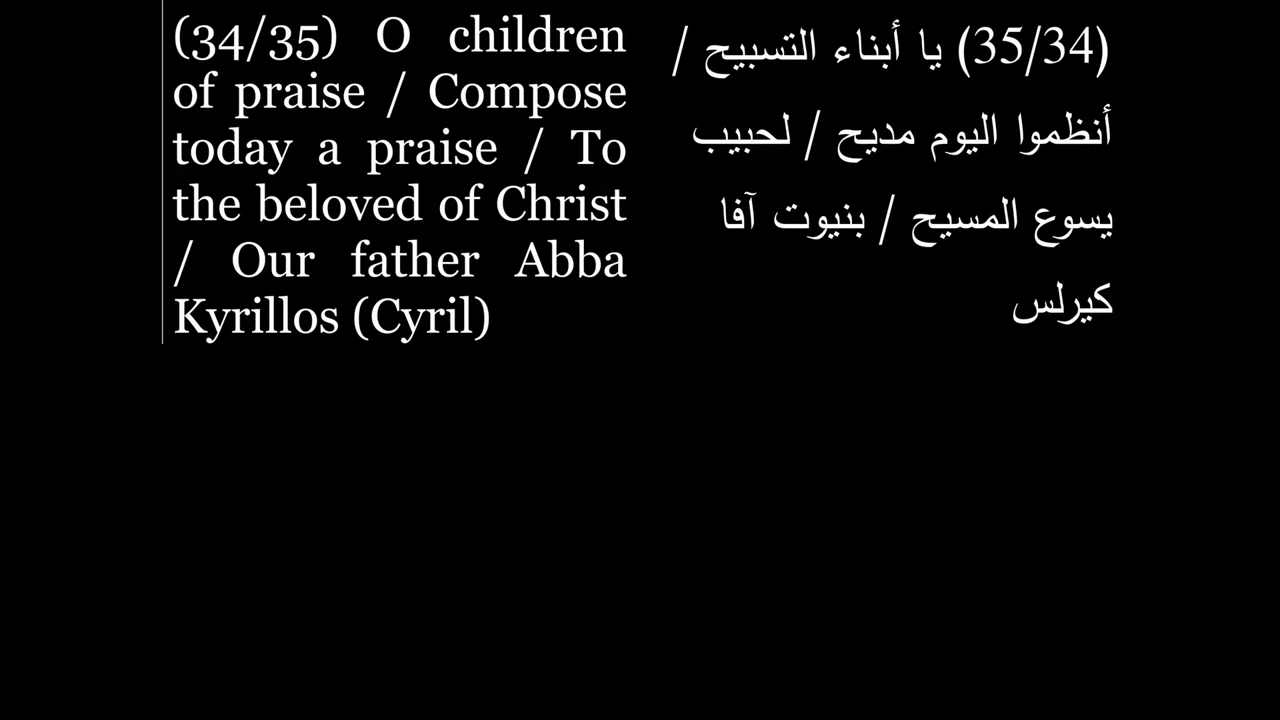 (34/35) O children
of praise / Compose
today a praise / To
the beloved of Christ
/ Our father Abba
Kyrillos (Cyril)
(35/34) يا أبناء التسبيح /
أنظموا اليوم مديح / لحبيب
يسوع المسيح / بنيوت آفا
كيرلس